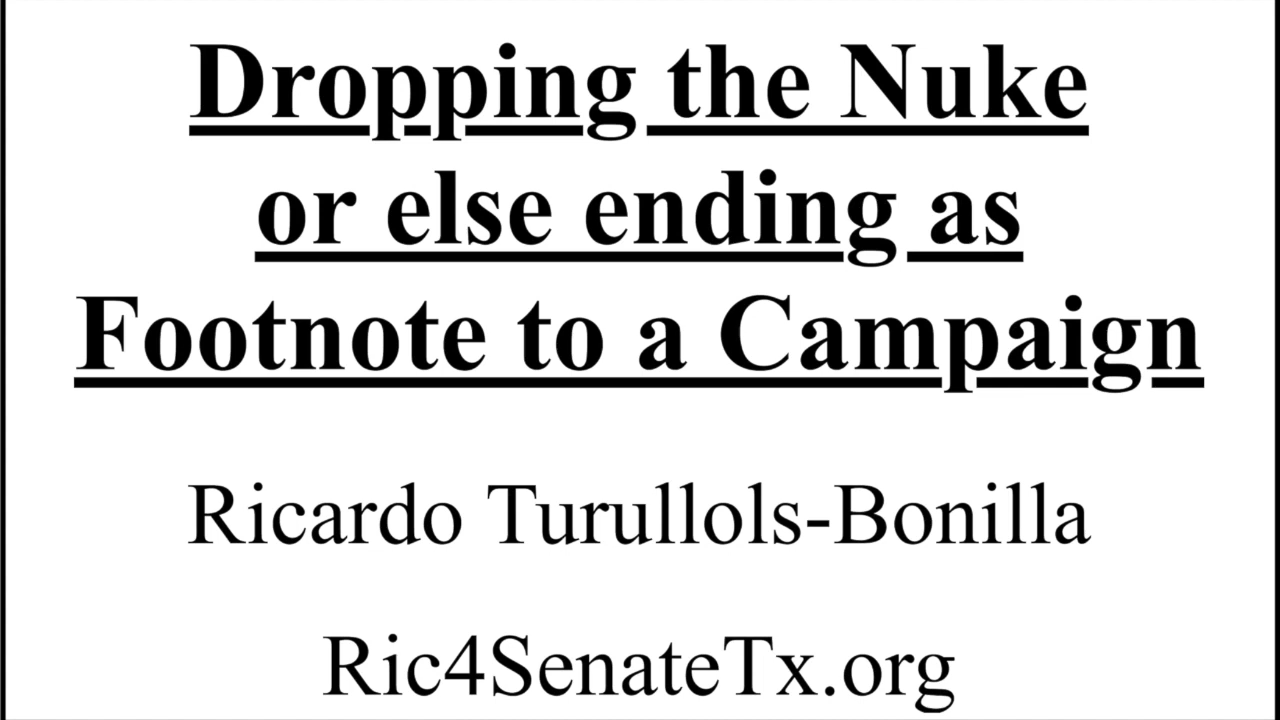 Dropping the Nuke
or else ending as
Footnote to a Campaign
Ricardo Turullols-Bonilla
Ric4SenateTx.org